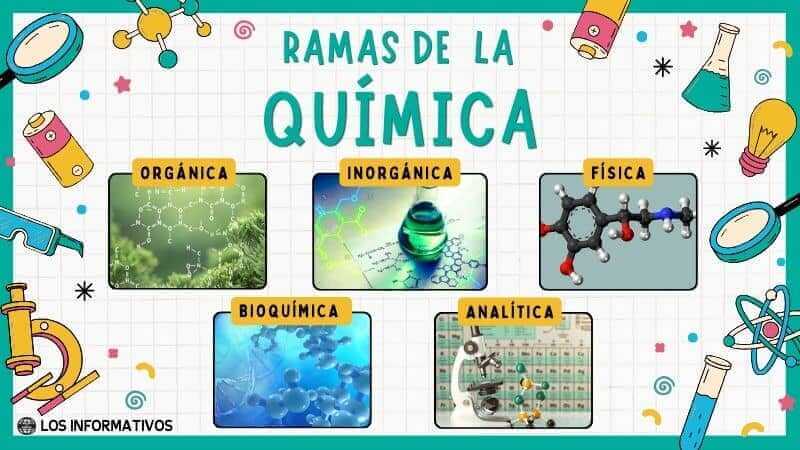 RAMAS DE LA
QUÍMICA
ORGÁNICA
INORGÁNICA
FÍSICA
BIOQUÍMICA
ANALÍTICA
LOS INFORMATIVOS